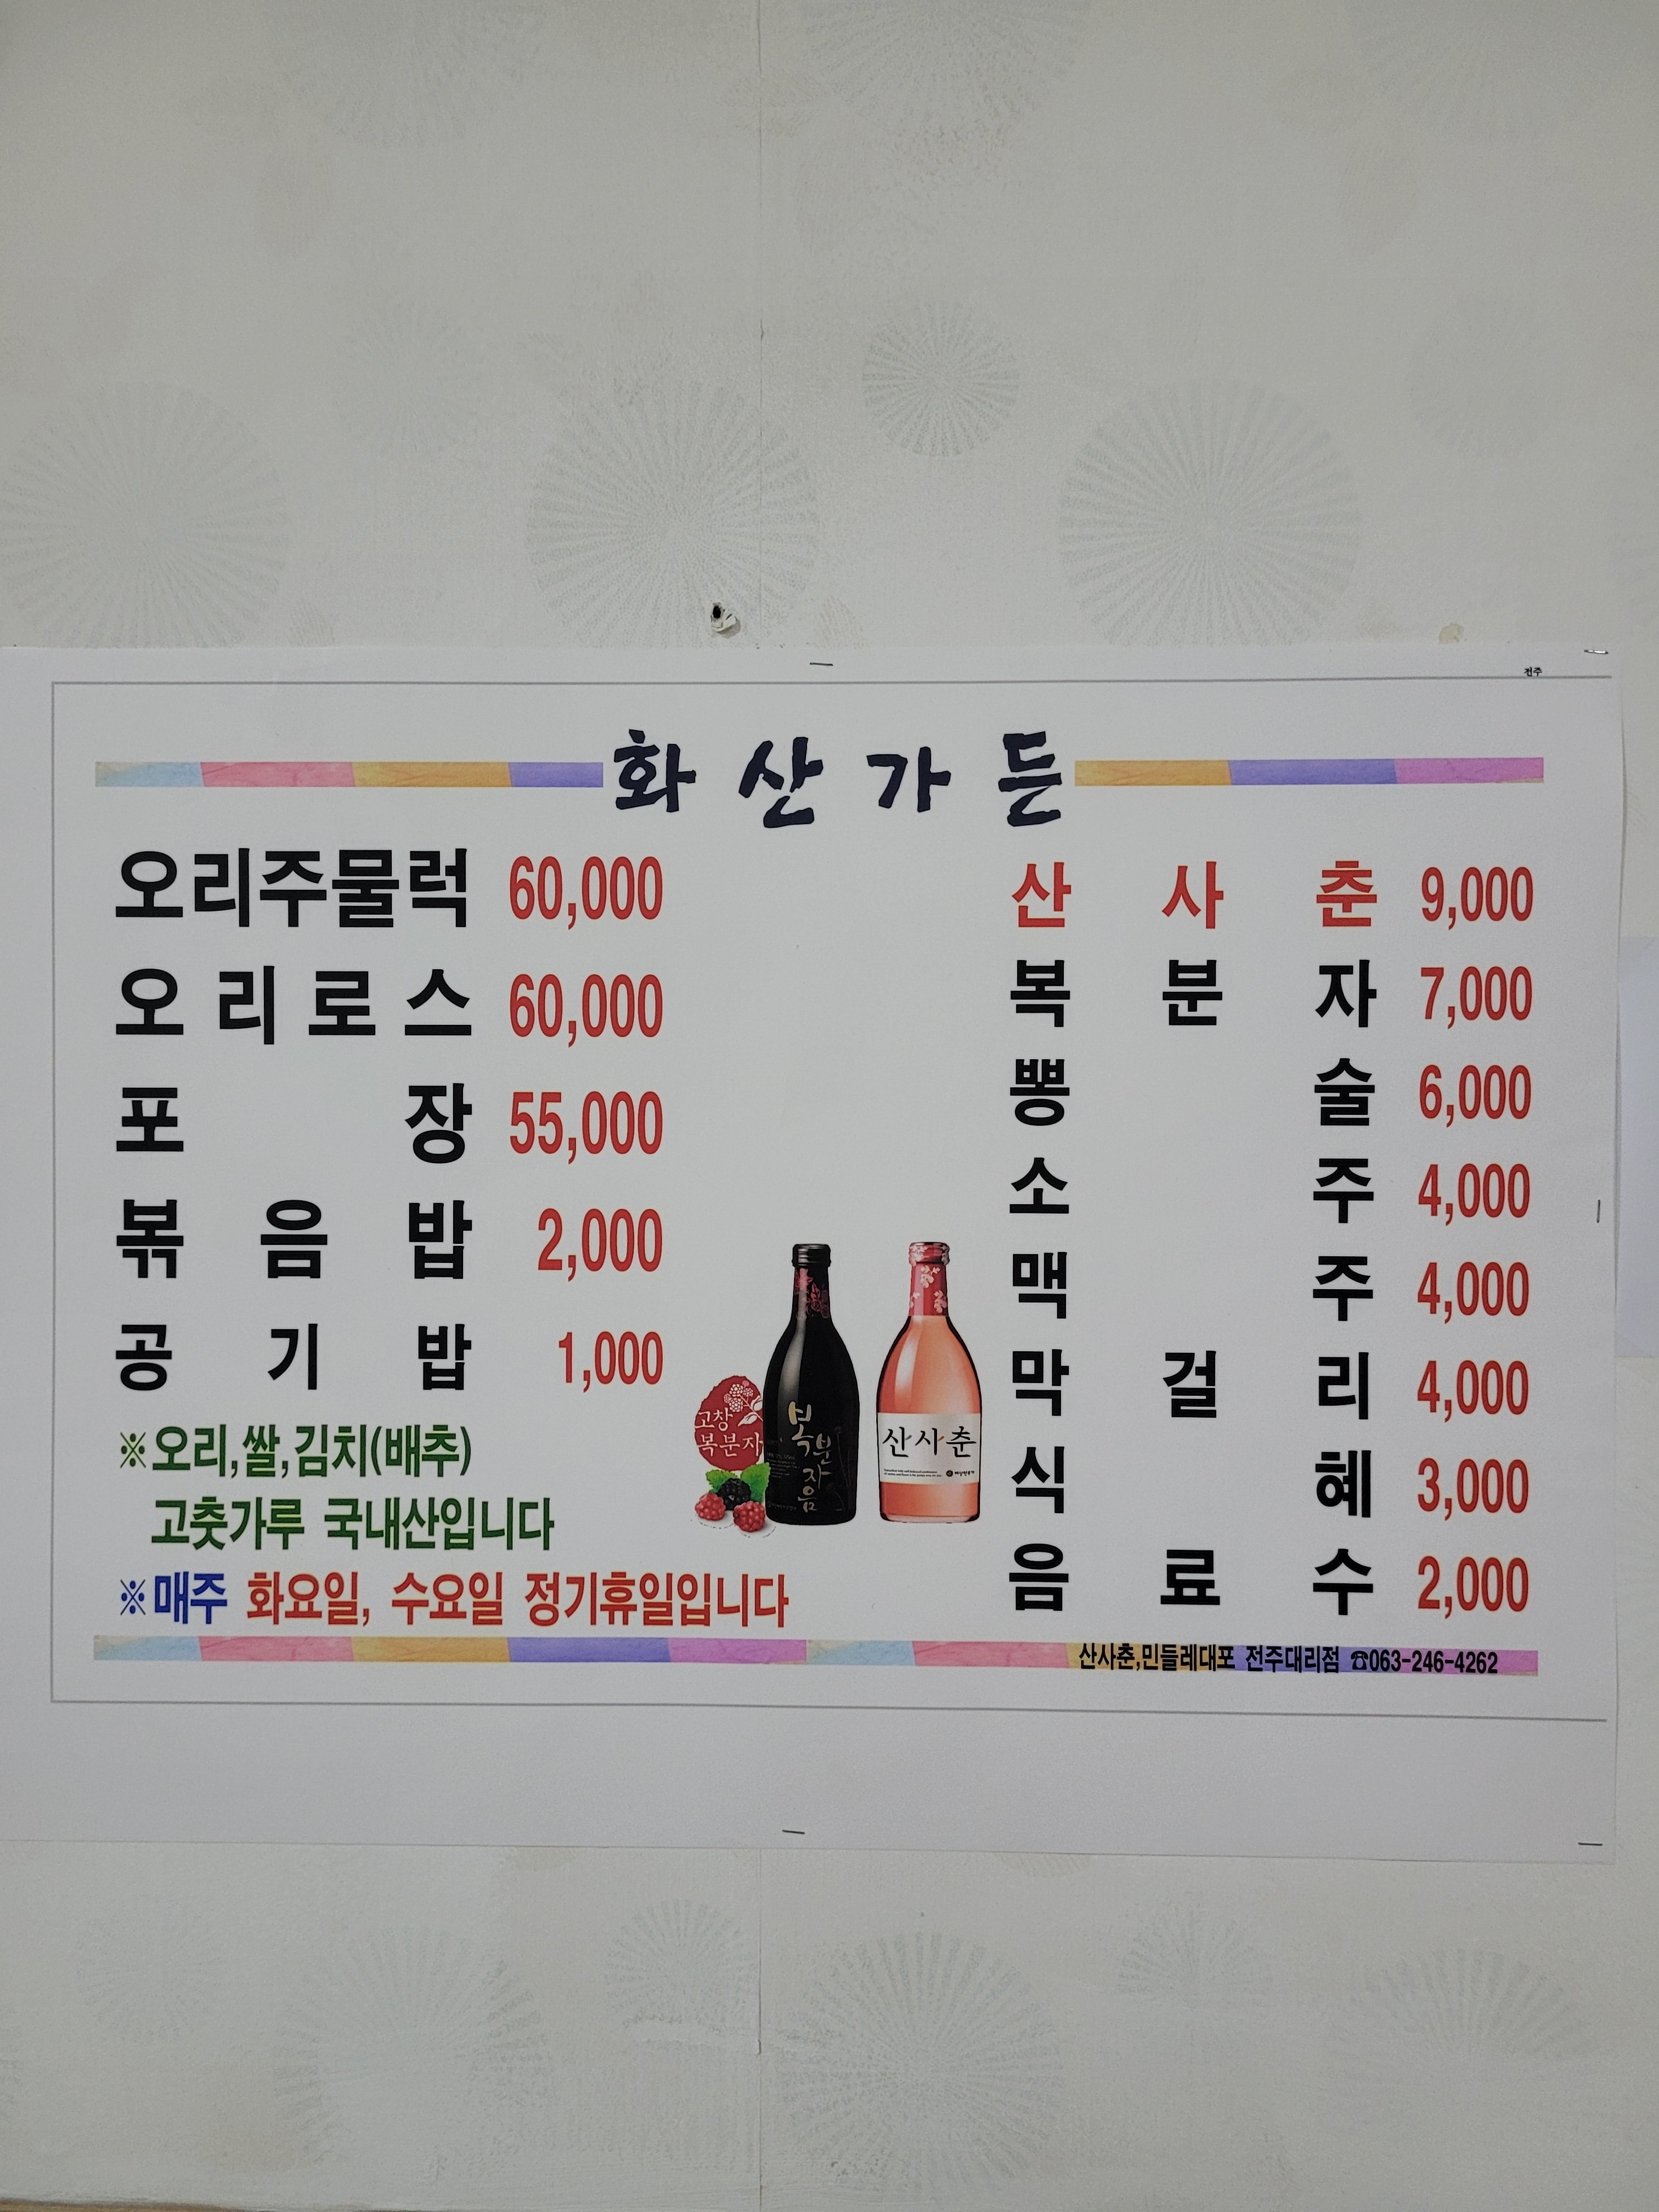 전주
화산가든
오리주물럭 60,000
오리로스 60,000
포장 55,000
볶음밥 2,000
공기밥 1,000
※오리,쌀,김치(배추)
고춧가루 국내산입니다
※매주 화요일, 수요일 정기휴일입니다
고창
복분자
복분자음
산사춘
산사춘 9,000
복분자 7,000
뽕술 6,000
소주 4,000
맥주 4,000
막걸리 4,000
식혜 3,000
음료수 2,000
산사춘,민들레대포 전주대리점 ☎063-246-4262